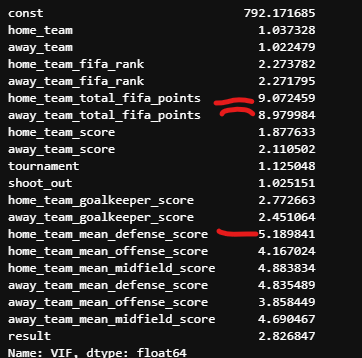 const 792.171685
home_team 1.037328
away_team 1.022479
home_team_fifa_rank 2.273782
away_team_fifa_rank 2.271795
home_team_total_fifa_points 9.072459
away_team_total_fifa_points 8.979984
home_team_score 1.877633
away_team_score 2.110502
tournament 1.125048
shoot_out 1.025151
home_team_goalkeeper_score 2.772663
away_team_goalkeeper_score 2.451064
home_team_mean_defense_score 5.189841
home_team_mean_offense_score 4.167024
home_team_mean_midfield_score 4.883834
away_team_mean_defense_score 4.835489
away_team_mean_offense_score 3.858449
away_team_mean_midfield_score 4.690467
result 2.826847
Name: VIF, dtype: float64